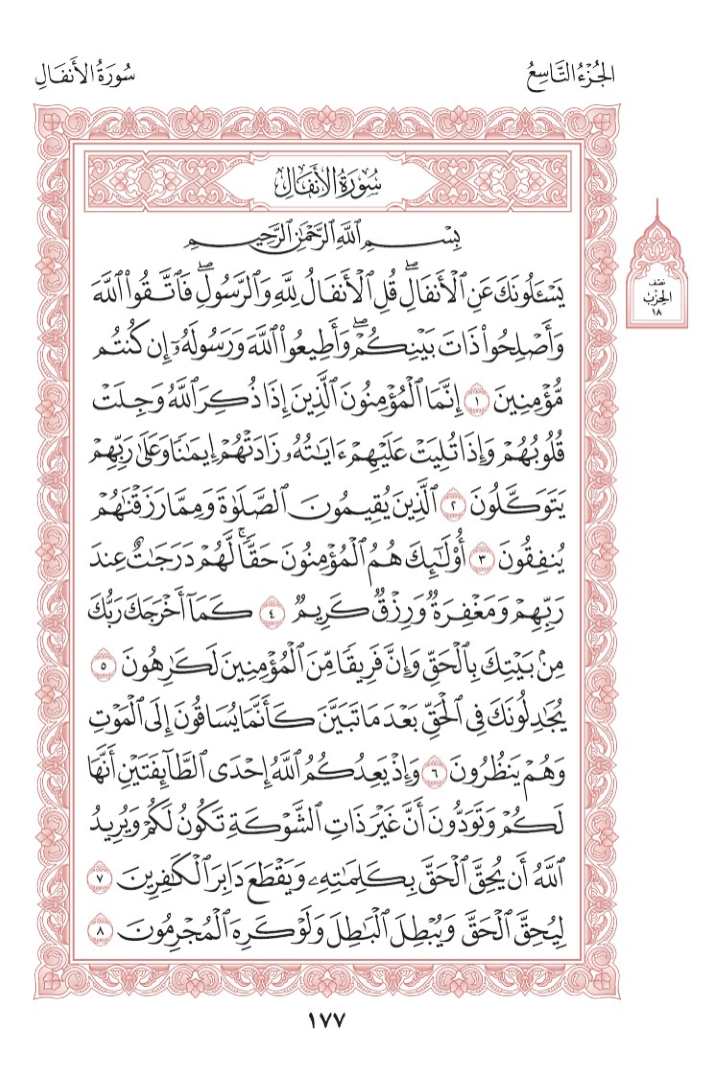 الجُزْءُ التَّاسِعُ
سُورَةُ الأَنفَالِ
سُورَةُ الأَنفَالِ
بِسْمِ ٱللَّهِ ٱلرَّحْمَٰنِ ٱلرَّحِيمِ
يَسْـَٔلُونَكَ عَنِ ٱلْأَنفَالِۖ قُلِ ٱلْأَنفَالُ لِلَّهِ وَٱلرَّسُولِۖ فَٱتَّقُوا۟ ٱللَّهَ
وَأَصْلِحُوا۟ ذَاتَ بَيْنِكُمْۖ وَأَطِيعُوا۟ ٱللَّهَ وَرَسُولَهُۥٓ إِن كُنتُم
مُّؤْمِنِينَ ١ إِنَّمَا ٱلْمُؤْمِنُونَ ٱلَّذِينَ إِذَا ذُكِرَ ٱللَّهُ وَجِلَتْ
قُلُوبُهُمْ وَإِذَا تُلِيَتْ عَلَيْهِمْ ءَايَٰتُهُۥ زَادَتْهُمْ إِيمَٰنًا وَعَلَىٰ رَبِّهِمْ
يَتَوَكَّلُونَ ٢ ٱلَّذِينَ يُقِيمُونَ ٱلصَّلَوٰةَ وَمِمَّا رَزَقْنَٰهُمْ
يُنفِقُونَ ٣ أُو۟لَٰٓئِكَ هُمُ ٱلْمُؤْمِنُونَ حَقًّاۚ لَّهُمْ دَرَجَٰتٌ عِندَ
رَبِّهِمْ وَمَغْفِرَةٌ وَرِزْقٌ كَرِيمٌ ٤ كَمَآ أَخْرَجَكَ رَبُّكَ
مِنۢ بَيْتِكَ بِٱلْحَقِّ وَإِنَّ فَرِيقًا مِّنَ ٱلْمُؤْمِنِينَ لَكَٰرِهُونَ ٥
يُجَٰدِلُونَكَ فِى ٱلْحَقِّ بَعْدَ مَا تَبَيَّنَ كَأَنَّمَا يُسَاقُونَ إِلَى ٱلْمَوْتِ
وَهُمْ يَنظُرُونَ ٦ وَإِذْ يَعِدُكُمُ ٱللَّهُ إِحْدَى ٱلطَّآئِفَتَيْنِ أَنَّهَا
لَكُمْ وَتَوَدُّونَ أَنَّ غَيْرَ ذَاتِ ٱلشَّوْكَةِ تَكُونُ لَكُمْ وَيُرِيدُ
ٱللَّهُ أَن يُحِقَّ ٱلْحَقَّ بِكَلِمَٰتِهِۦ وَيَقْطَعَ دَابِرَ ٱلْكَٰفِرِينَ ٧
لِيُحِقَّ ٱلْحَقَّ وَيُبْطِلَ ٱلْبَٰطِلَ وَلَوْ كَرِهَ ٱلْمُجْرِمُونَ ٨
نصف
الحِزْب
١٨
١٧٧